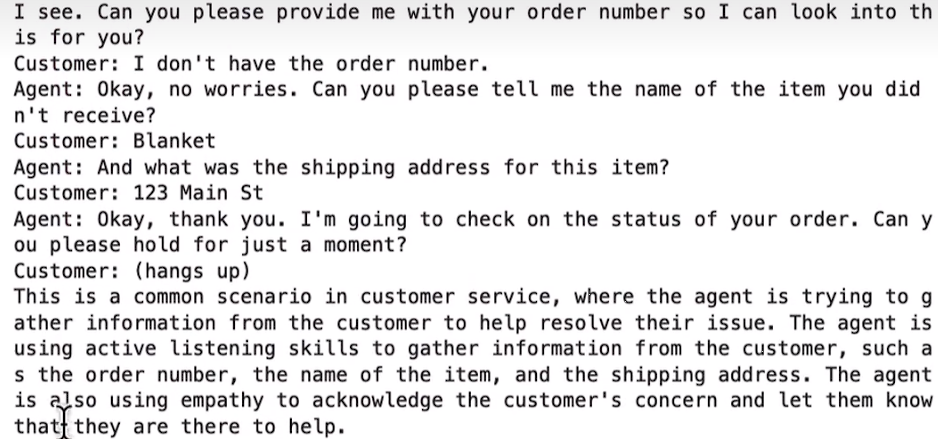 I see. Can you please provide me with your order number so I can look into th
is for you?
Customer: I don't have the order number.
Agent: Okay, no worries. Can you please tell me the name of the item you did
n't receive?
Customer: Blanket
Agent: And what was the shipping address for this item?
Customer: 123 Main St
Agent: Okay, thank you. I'm going to check on the status of your order. Can y
ou please hold for just a moment?
Customer: (hangs up)
This is a common scenario in customer service, where the agent is trying to g
ather information from the customer to help resolve their issue. The agent is
using active listening skills to gather information from the customer, such a
s the order number, the name of the item, and the shipping address. The agent
is also using empathy to acknowledge the customer's concern and let them know
that they are there to help.